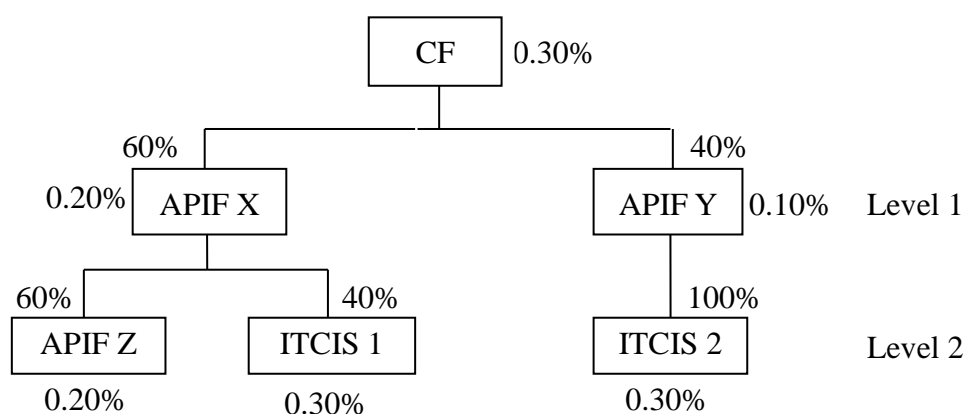 CF 0.30%
60% 40%
0.20% APIF X APIF Y 0.10% Level 1
60% 40% 100%
APIF Z ITCIS 1 ITCIS 2 Level 2
0.20% 0.30% 0.30%